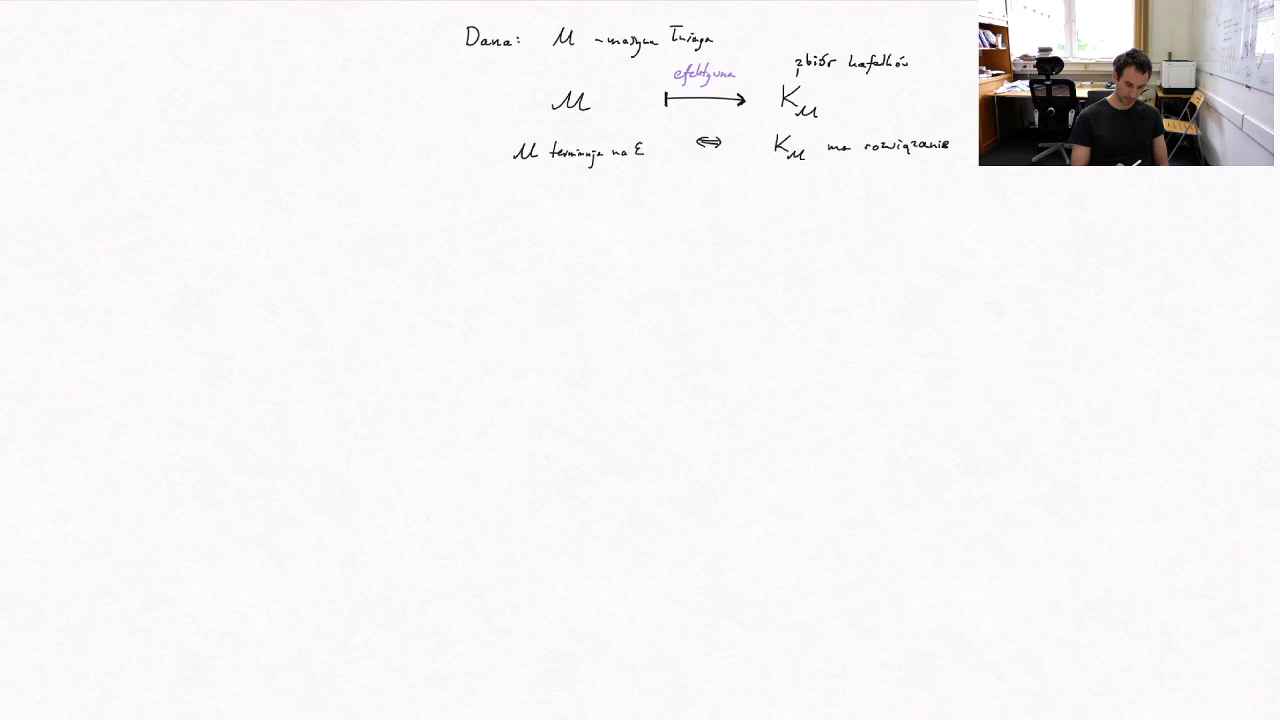 Dana: M - maszyna Turinga
efektywna zbiór kafelków
M ↦ K_M
M terminuje na ε ⇔ K_M ma rozwiązanie